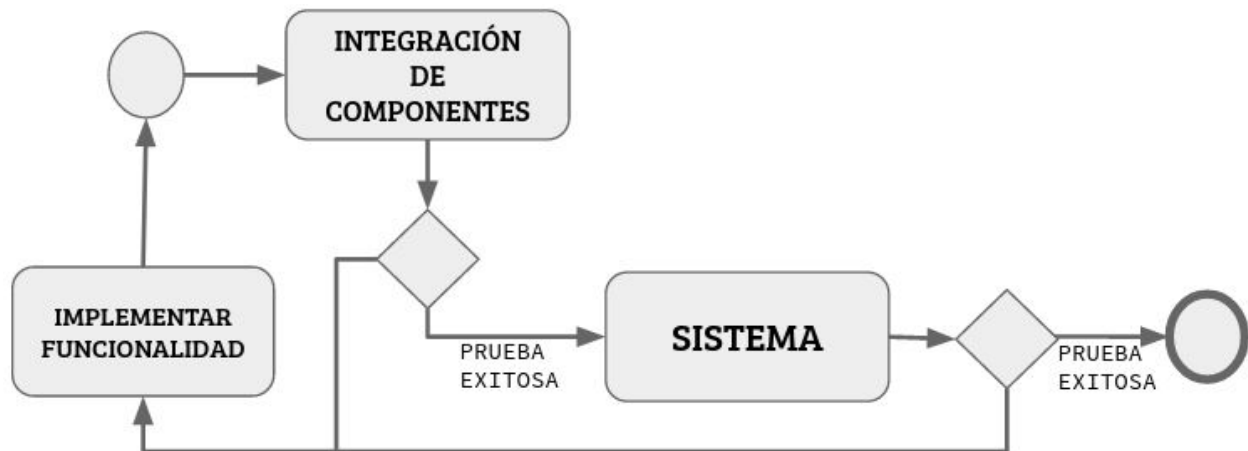 INTEGRACIÓN
DE
COMPONENTES
IMPLEMENTAR
FUNCIONALIDAD
PRUEBA
EXITOSA
SISTEMA
PRUEBA
EXITOSA